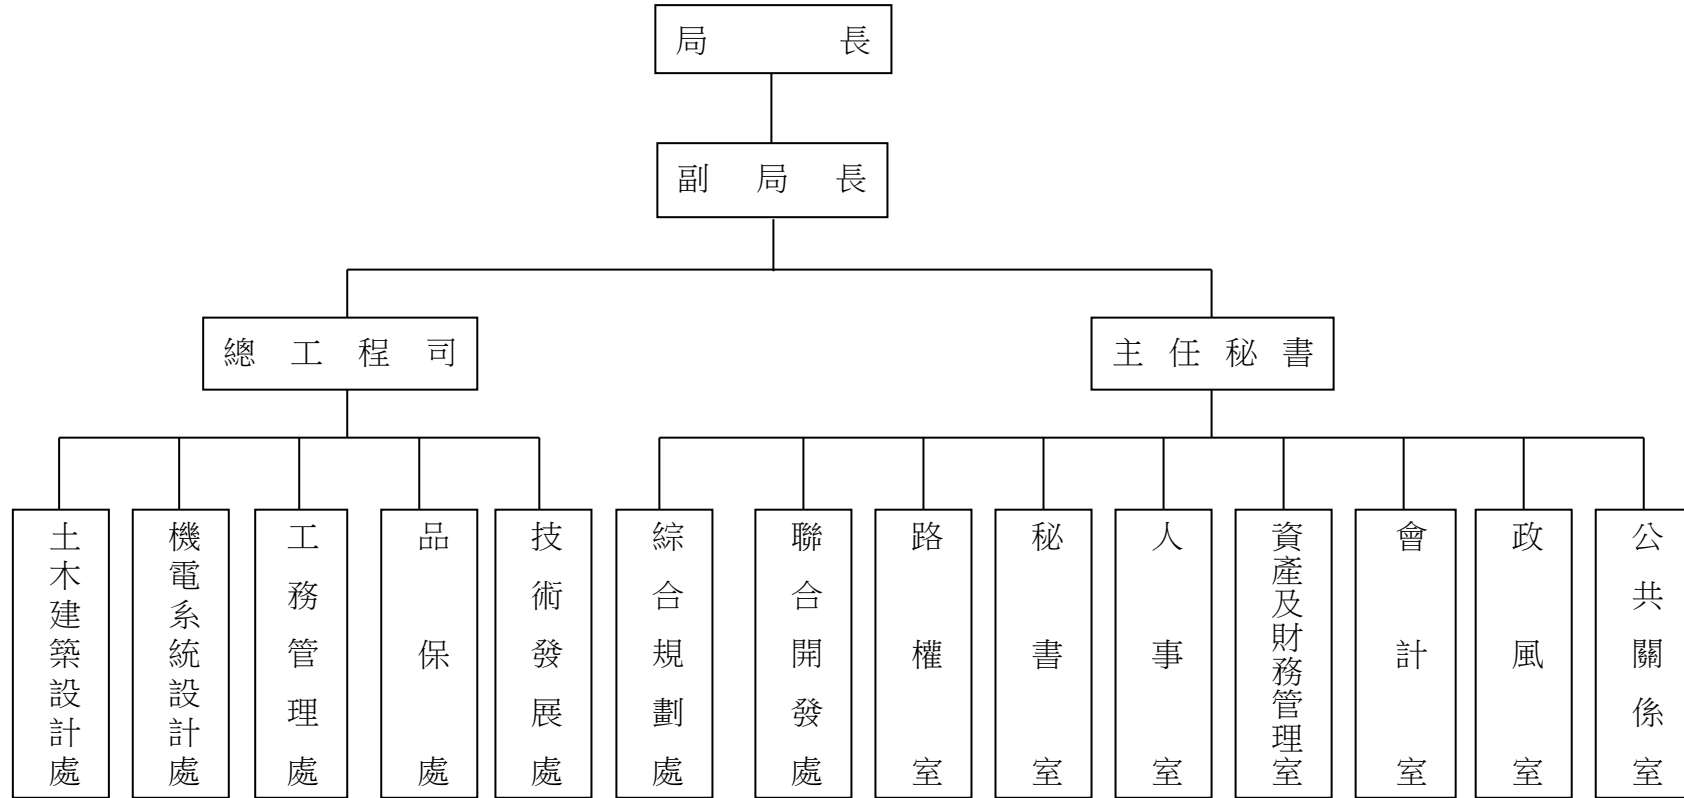 局長
副局長
總工程司
主任秘書
土木建築設計處
機電系統設計處
工務管理處
品保處
技術發展處
綜合規劃處
聯合開發處
路權室
秘書室
人事室
資產及財務管理室
會計室
政風室
公共關係室